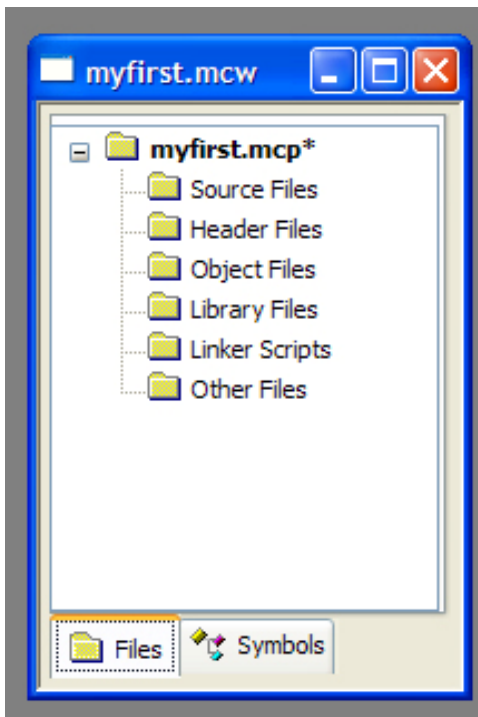 myfirst.mcw
myfirst.mcp*
Source Files
Header Files
Object Files
Library Files
Linker Scripts
Other Files
Files Symbols